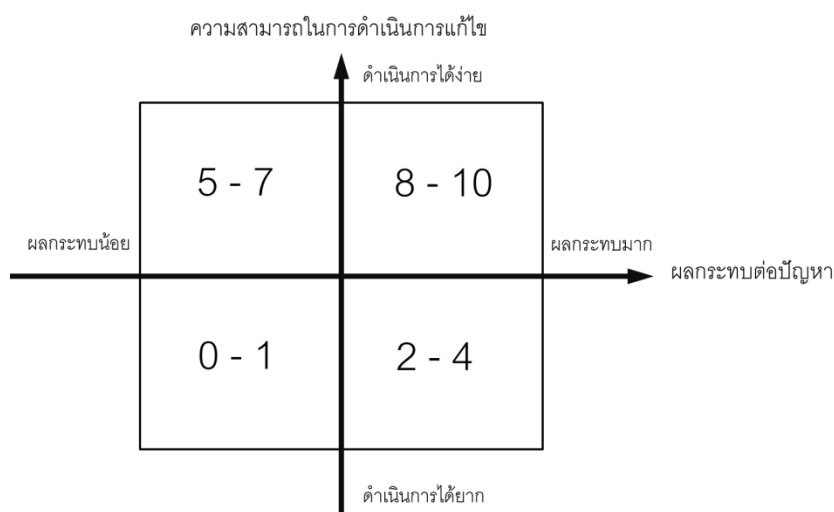 ความสามารถในการดำเนินการแก้ไข
ดำเนินการได้ง่าย
5 - 7
8 - 10
ผลกระทบน้อย
ผลกระทบมาก
ผลกระทบต่อปัญหา
0 - 1
2 - 4
ดำเนินการได้ยาก